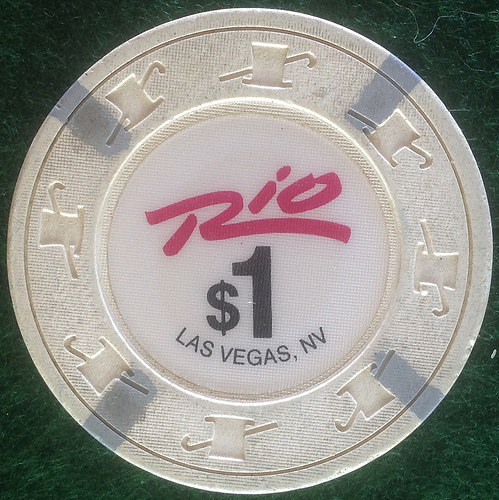 Rio
$1
LAS VEGAS, NV